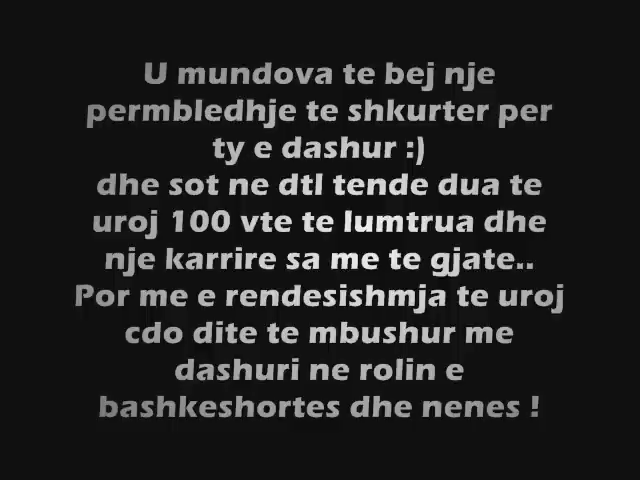 U mundova te bej nje
permbledhje te shkurter per
ty e dashur :)
dhe sot ne dtl tende dua te
uroj 100 vte te lumtrua dhe
nje karrire sa me te gjate..
Por me e rendesishmja te uroj
cdo dite te mbushur me
dashuri ne rolin e
bashkeshortes dhe nenes !